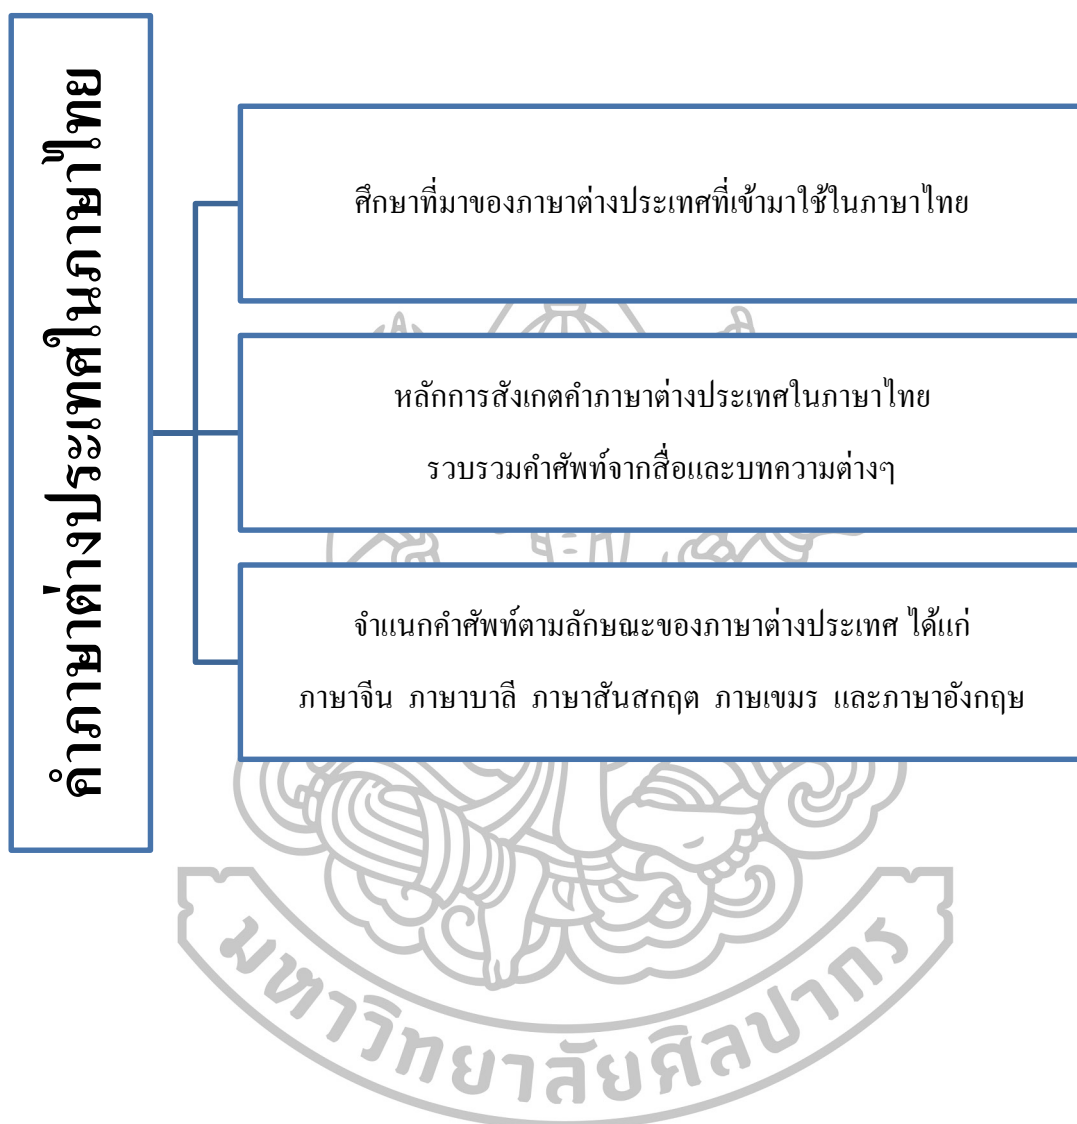 คำภาษาต่างประเทศในภาษาไทย
ศึกษาที่มาของภาษาต่างประเทศที่เข้ามาใช้ในภาษาไทย
หลักการสังเกตคำภาษาต่างประเทศในภาษาไทย
รวบรวมคำศัพท์จากสื่อและบทความต่างๆ
จำแนกคำศัพท์ตามลักษณะของภาษาต่างประเทศ ได้แก่
ภาษาจีน ภาษาบาลี ภาษาสันสกฤต ภาษเขมร และภาษาอังกฤษ
มหาวิทยาลัยศิลปากร